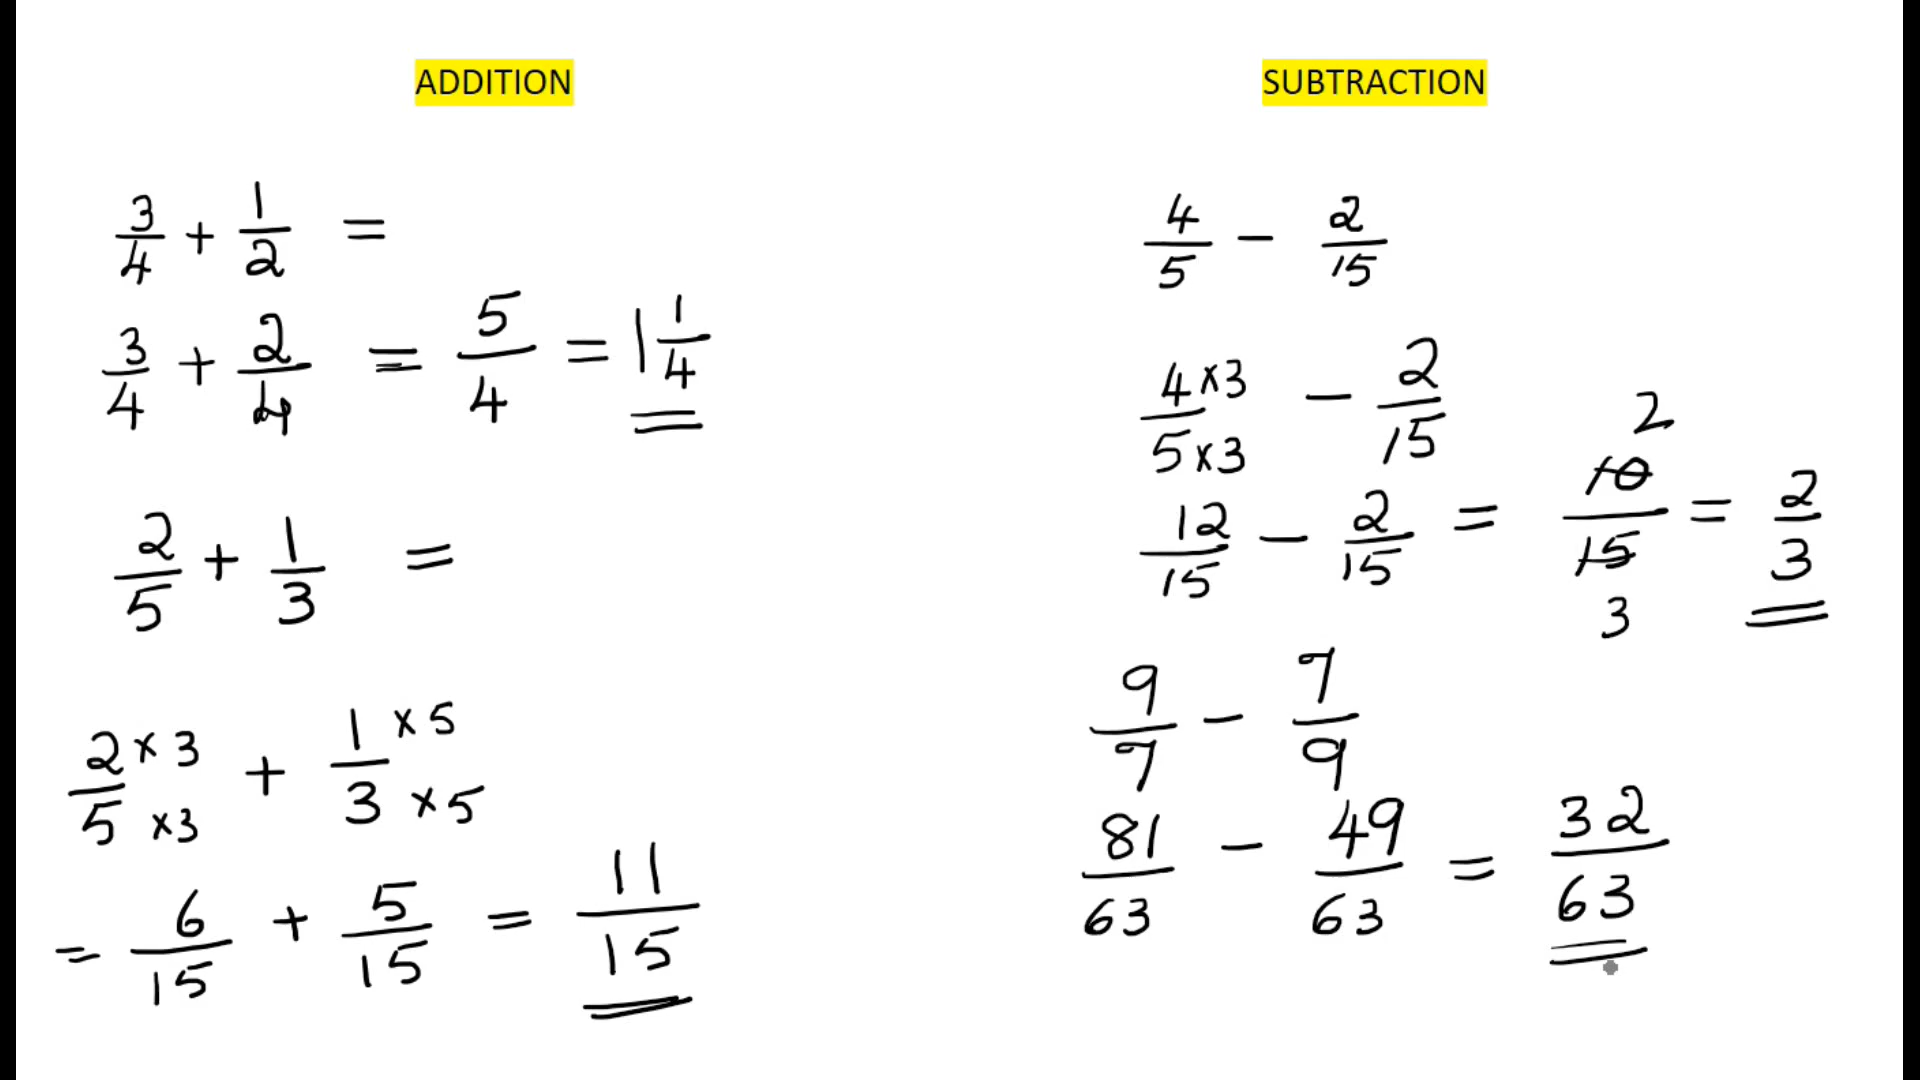 ADDITION
3/4 + 1/2 =
3/4 + 2/4 = 5/4 = 1 1/4
2/5 + 1/3 =
2×3/5×3 + 1×5/3×5
= 6/15 + 5/15 = 11/15
SUBTRACTION
4/5 − 2/15
4×3/5×3 − 2/15
2
12/15 − 2/15 = 10/15 = 2/3
3
9/7 − 7/9
81/63 − 49/63 = 32/63